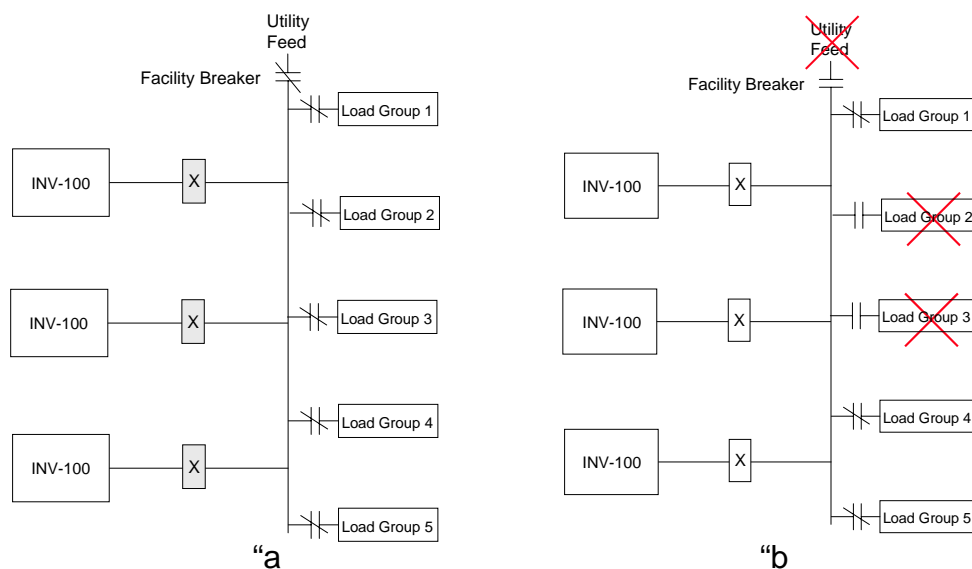 Utility
Feed
Facility Breaker
Load Group 1
INV-100
X
Load Group 2
INV-100
X
Load Group 3
Load Group 4
INV-100
X
Load Group 5
“a
Utility
Feed
Facility Breaker
Load Group 1
INV-100
X
Load Group 2
INV-100
X
Load Group 3
Load Group 4
INV-100
X
Load Group 5
“b